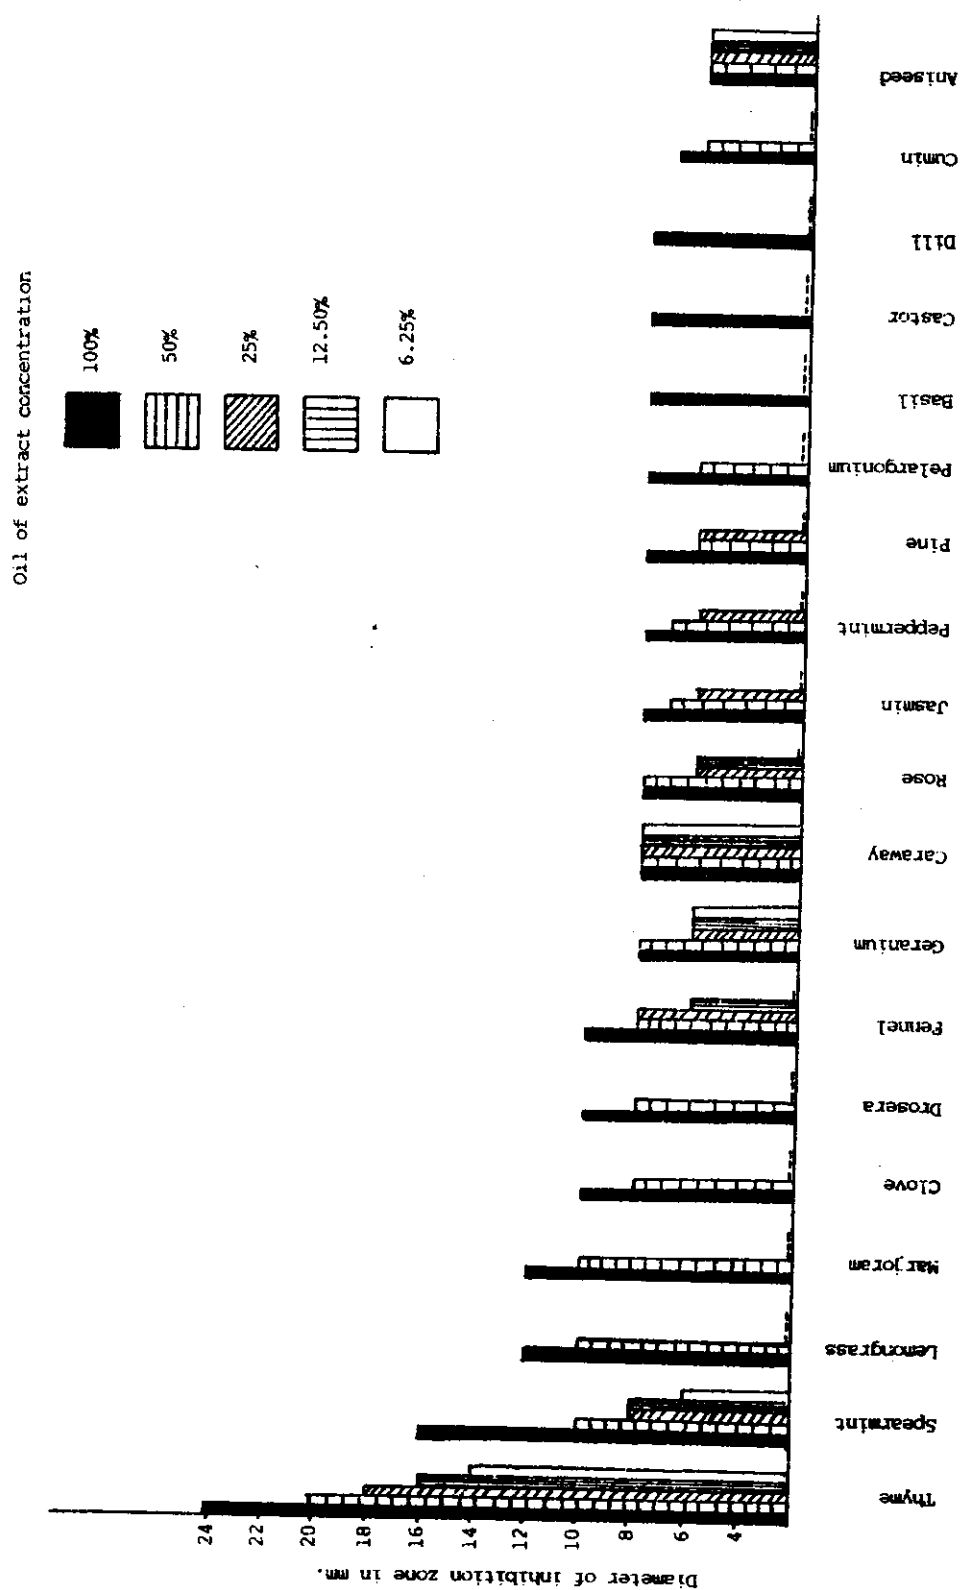 Oil of extract concentration
100%
50%
25%
12.50%
6.25%
Diameter of inhibition zone in mm.
24
22
20
18
16
14
12
10
8
6
4
Thyme
Spearmint
Lemongrass
Marjoram
Clove
Drosera
Fennel
Geranium
Caraway
Rose
Jasmin
Peppermint
Pine
Pelargonium
Basil
Castor
Dill
Cumin
Aniseed